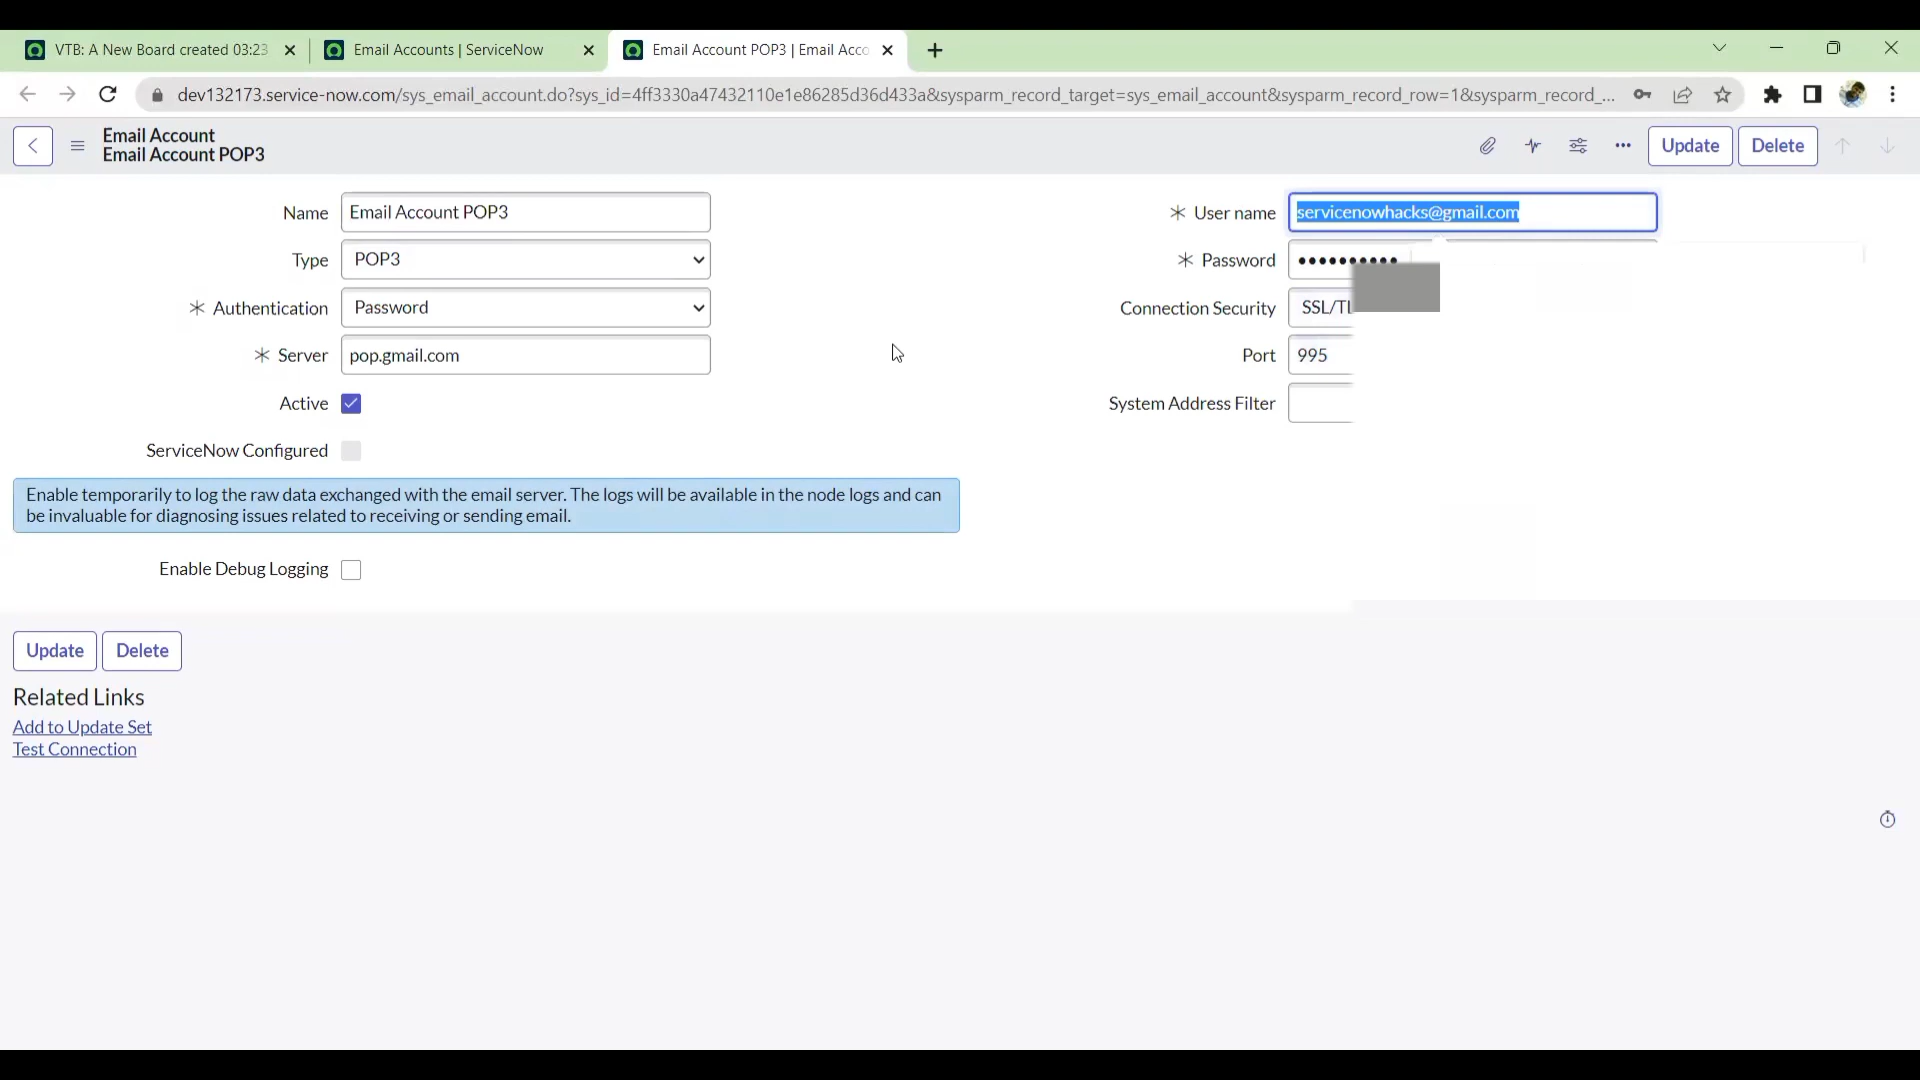 VTB: A New Board created 03:23
Email Accounts | ServiceNow
Email Account POP3 | Email Acco
dev132173.service-now.com/sys_email_account.do?sys_id=4ff3330a47432110e1e86285d36d433a&sysparm_record_target=sys_email_account&sysparm_record_row=1&sysparm_record_...
Email Account
Email Account POP3
Update
Delete
Name
Email Account POP3
User name
servicenowhacks@gmail.com
Type
POP3
Password
Authentication
Password
Connection Security
SSL/TL
Server
pop.gmail.com
Port
995
Active
System Address Filter
ServiceNow Configured
Enable temporarily to log the raw data exchanged with the email server. The logs will be available in the node logs and can
be invaluable for diagnosing issues related to receiving or sending email.
Enable Debug Logging
Update
Delete
Related Links
Add to Update Set
Test Connection